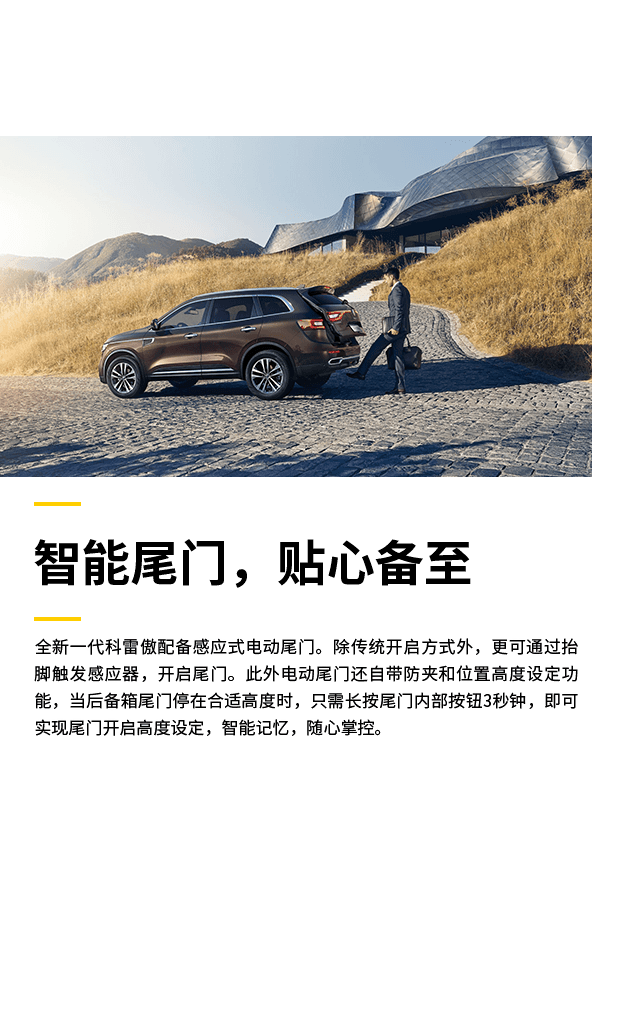 智能尾门，贴心备至
全新一代科雷傲配备感应式电动尾门。除传统开启方式外，更可通过抬
脚触发感应器，开启尾门。此外电动尾门还自带防夹和位置高度设定功
能，当后备箱尾门停在合适高度时，只需长按尾门内部按钮3秒钟，即可
实现尾门开启高度设定，智能记忆，随心掌控。